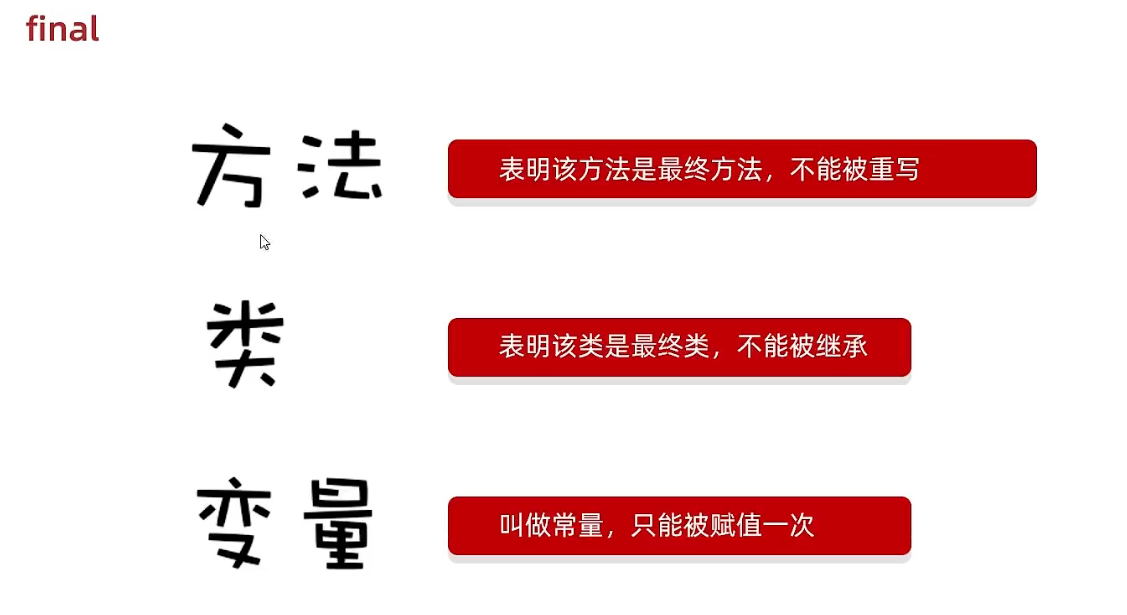 final
方法
表明该方法是最终方法，不能被重写
类
表明该类是最终类，不能被继承
变量
叫做常量，只能被赋值一次